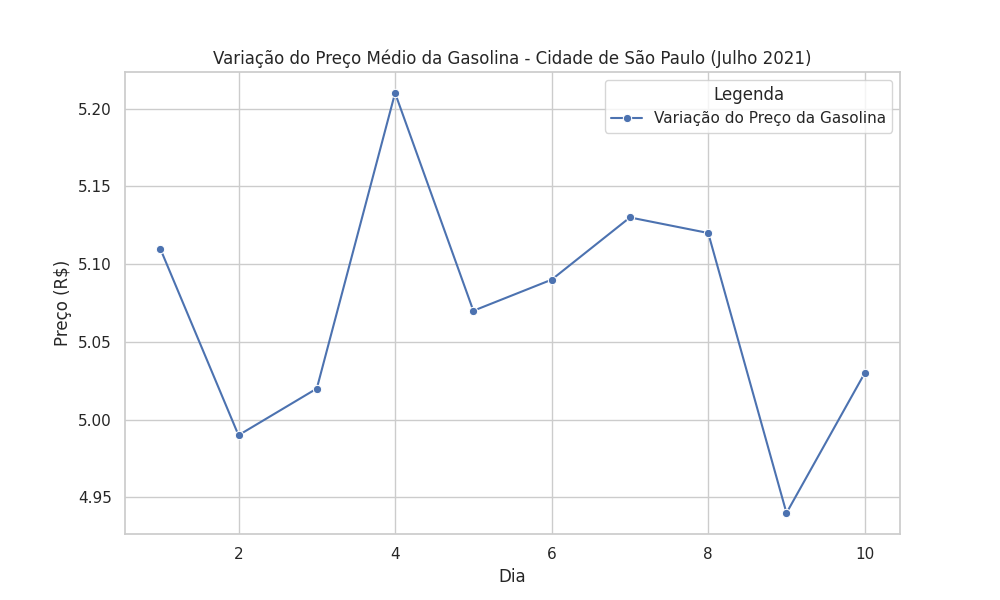 Variação do Preço Médio da Gasolina - Cidade de São Paulo (Julho 2021)
Legenda
Variação do Preço da Gasolina
Preço (R$)
5.20
5.15
5.10
5.05
5.00
4.95
2 4 6 8 10
Dia